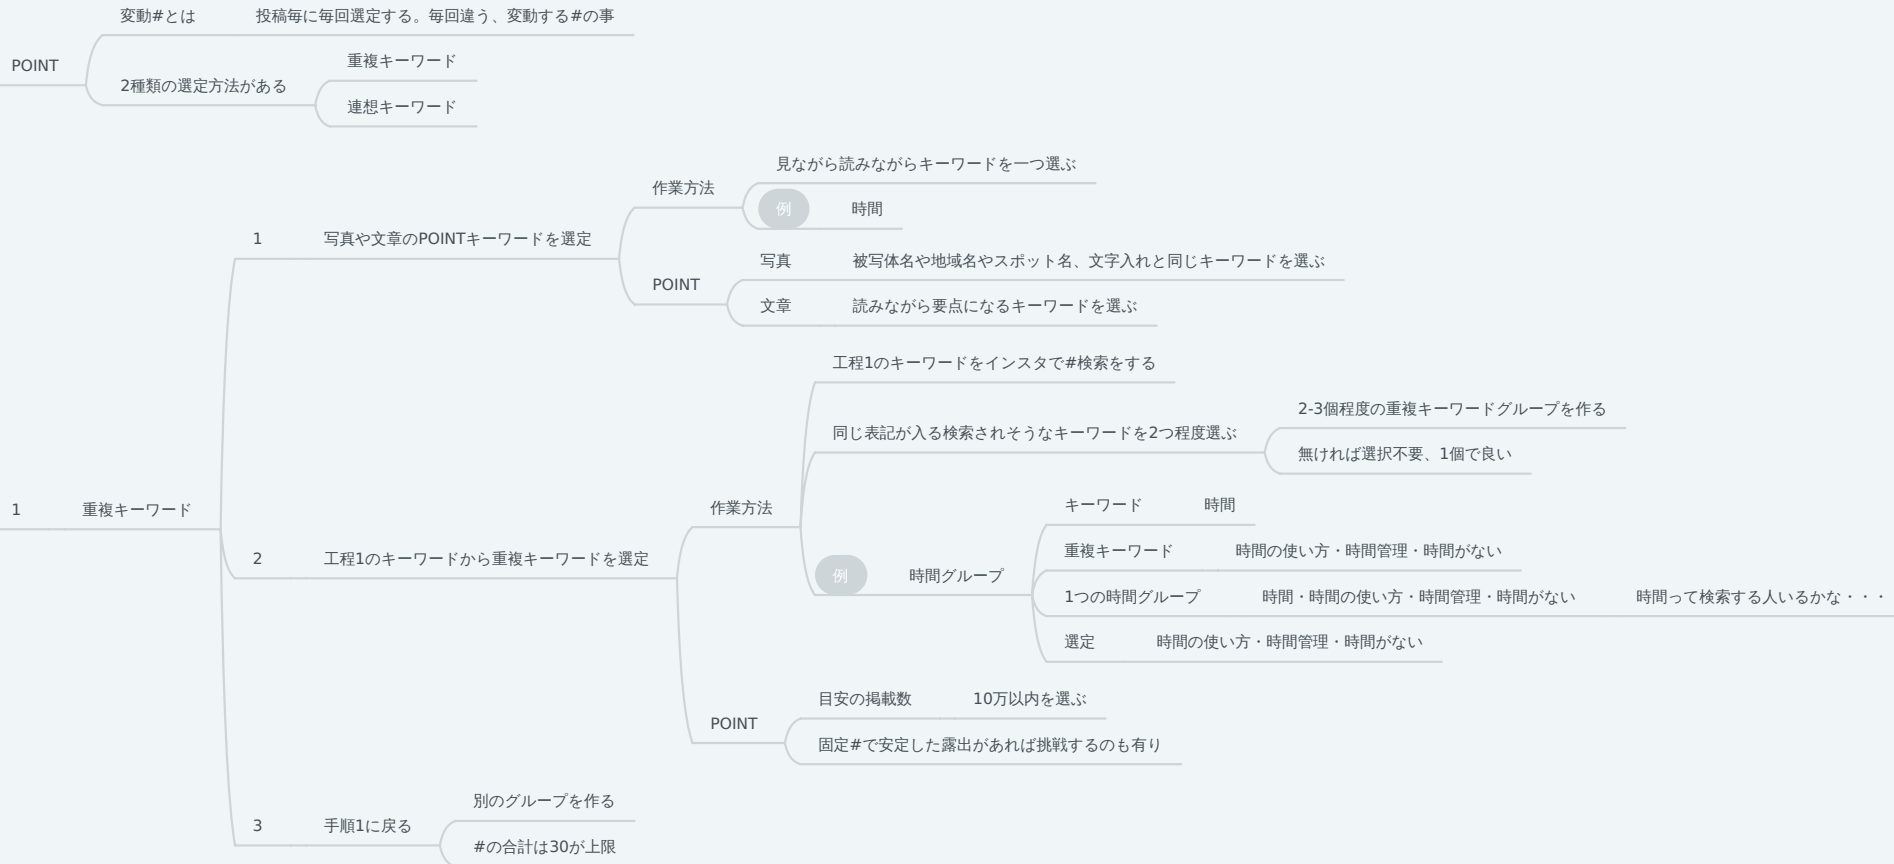 POINT
変動#とは 投稿毎に毎回選定する。毎回違う、変動する#の事
2種類の選定方法がある
重複キーワード
連想キーワード
1 重複キーワード
1 写真や文章のPOINTキーワードを選定
作業方法
見ながら読みながらキーワードを一つ選ぶ
例 時間
POINT
写真 被写体名や地域名やスポット名、文字入れと同じキーワードを選ぶ
文章 読みながら要点になるキーワードを選ぶ
2 工程1のキーワードから重複キーワードを選定
作業方法
工程1のキーワードをインスタで#検索をする
同じ表記が入る検索されそうなキーワードを2つ程度選ぶ
2-3個程度の重複キーワードグループを作る
無ければ選択不要、1個で良い
例 時間グループ
キーワード 時間
重複キーワード 時間の使い方・時間管理・時間がない
1つの時間グループ 時間・時間の使い方・時間管理・時間がない 時間って検索する人いるかな・・・
選定 時間の使い方・時間管理・時間がない
POINT
目安の掲載数 10万以内を選ぶ
固定#で安定した露出があれば挑戦するのも有り
3 手順1に戻る
別のグループを作る
#の合計は30が上限